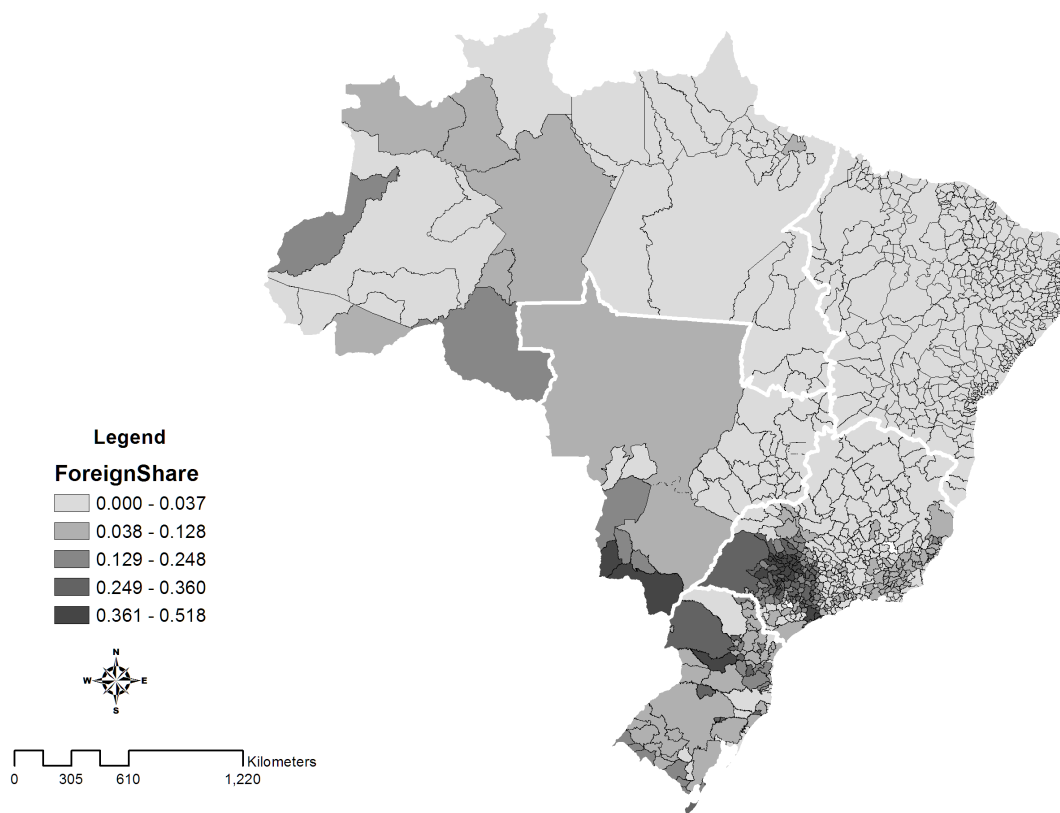 Legend
ForeignShare
0.000 - 0.037
0.038 - 0.128
0.129 - 0.248
0.249 - 0.360
0.361 - 0.518
N
W E
S
Kilometers
0 305 610 1,220